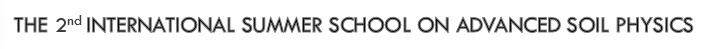 THE 2nd INTERNATIONAL SUMMER SCHOOL ON ADVANCED SOIL PHYSICS